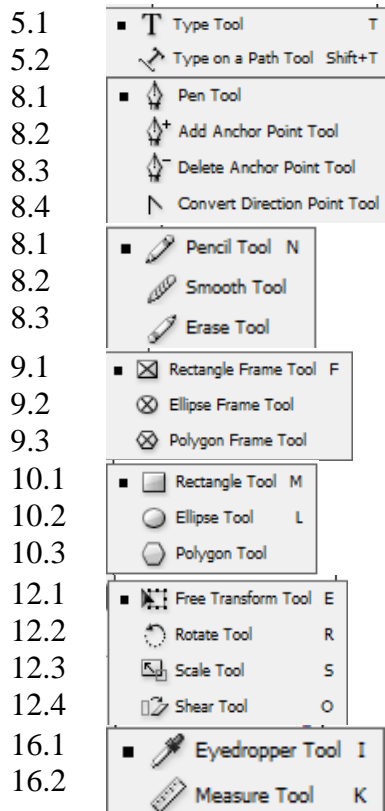 5.1 T Type Tool T
5.2 Type on a Path Tool Shift+T
8.1 Pen Tool
8.2 Add Anchor Point Tool
8.3 Delete Anchor Point Tool
8.4 Convert Direction Point Tool
8.1 Pencil Tool N
8.2 Smooth Tool
8.3 Erase Tool
9.1 Rectangle Frame Tool F
9.2 Ellipse Frame Tool
9.3 Polygon Frame Tool
10.1 Rectangle Tool M
10.2 Ellipse Tool L
10.3 Polygon Tool
12.1 Free Transform Tool E
12.2 Rotate Tool R
12.3 Scale Tool S
12.4 Shear Tool O
16.1 Eyedropper Tool I
16.2 Measure Tool K